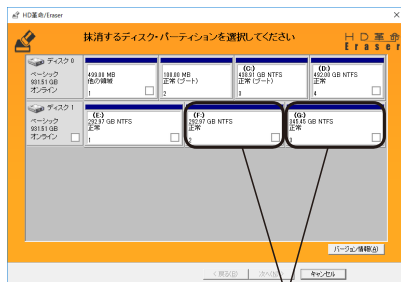 HD革命/Eraser
抹消するディスク・パーティションを選択してください
HD革命
Eraser
ディスク 0
ベーシック
931.51 GB
オンライン
499.00 MB
他の領域
1
100.00 MB
正常 (ブート)
2
(C:)
430.91 GB NTFS
正常 (ブート)
3
(D:)
492.00 GB NTFS
正常
4
ディスク 1
ベーシック
931.51 GB
オンライン
(E:)
292.97 GB NTFS
正常
1
(F:)
292.97 GB NTFS
正常
2
(G:)
345.45 GB NTFS
正常
3
バージョン情報(A)
< 戻る(B)
次へ(N) >
キャンセル